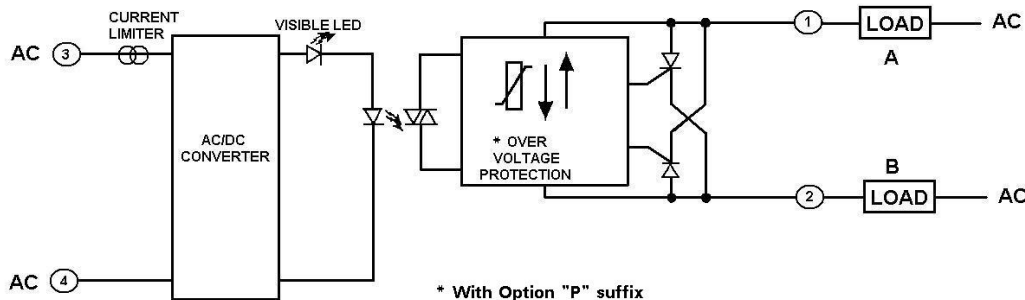 CURRENT
LIMITER
VISIBLE LED
AC 3
AC/DC
CONVERTER
AC 4
* OVER
VOLTAGE
PROTECTION
1 LOAD AC
A
B
2 LOAD AC
* With Option "P" suffix